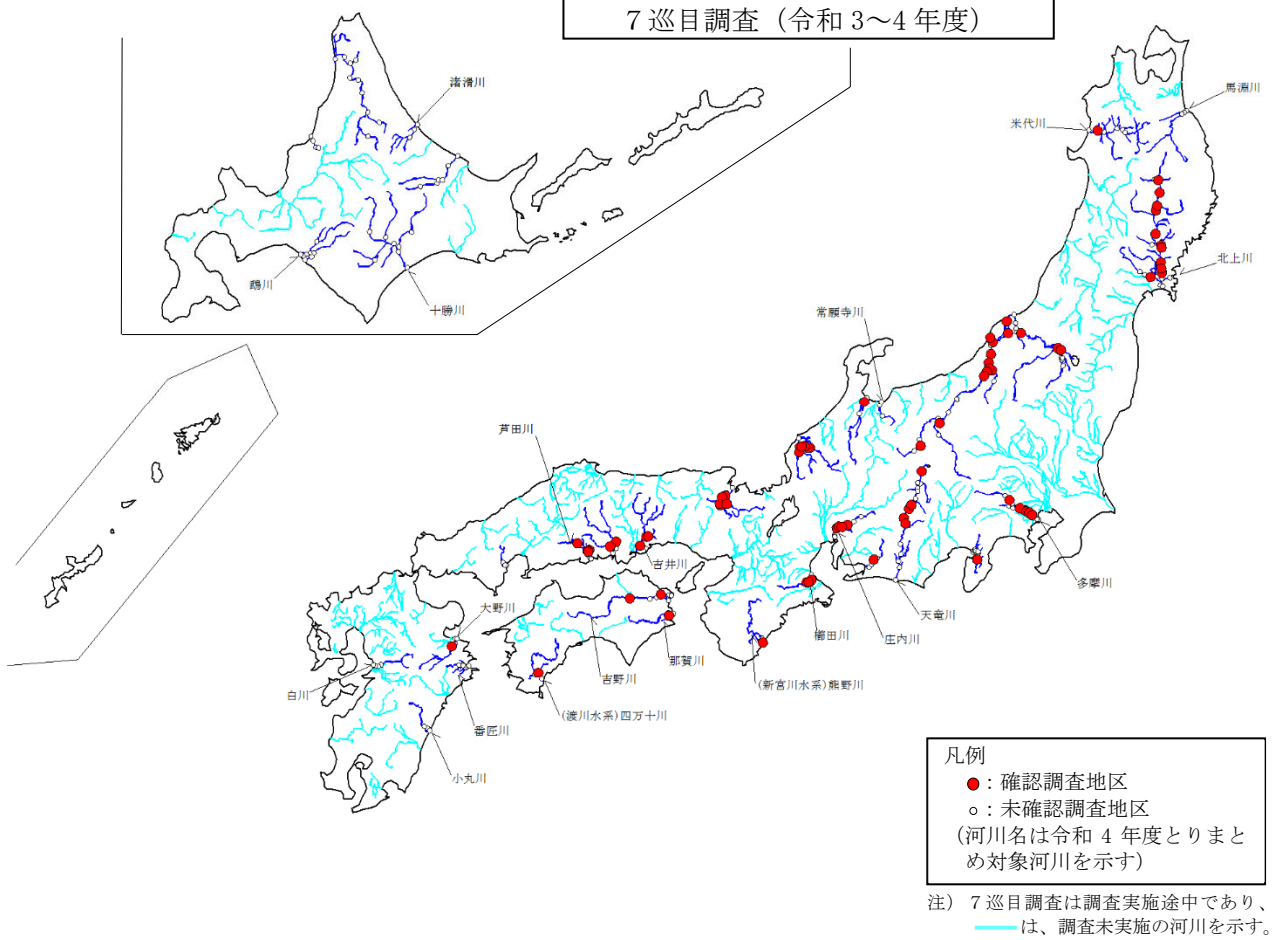 7 巡目調査（令和 3～4 年度）
渚滑川
馬淵川
米代川
北上川
鵡川
十勝川
常願寺川
芦田川
吉井川
多摩川
大野川
天竜川
櫛田川
庄内川
那賀川
白川
吉野川
(新宮川水系)熊野川
(渡川水系)四万十川
番匠川
小丸川
凡例
：確認調査地区
：未確認調査地区
(河川名は令和 4 年度とりまと
め対象河川を示す)
注） 7 巡目調査は調査実施途中であり、
は、調査未実施の河川を示す。